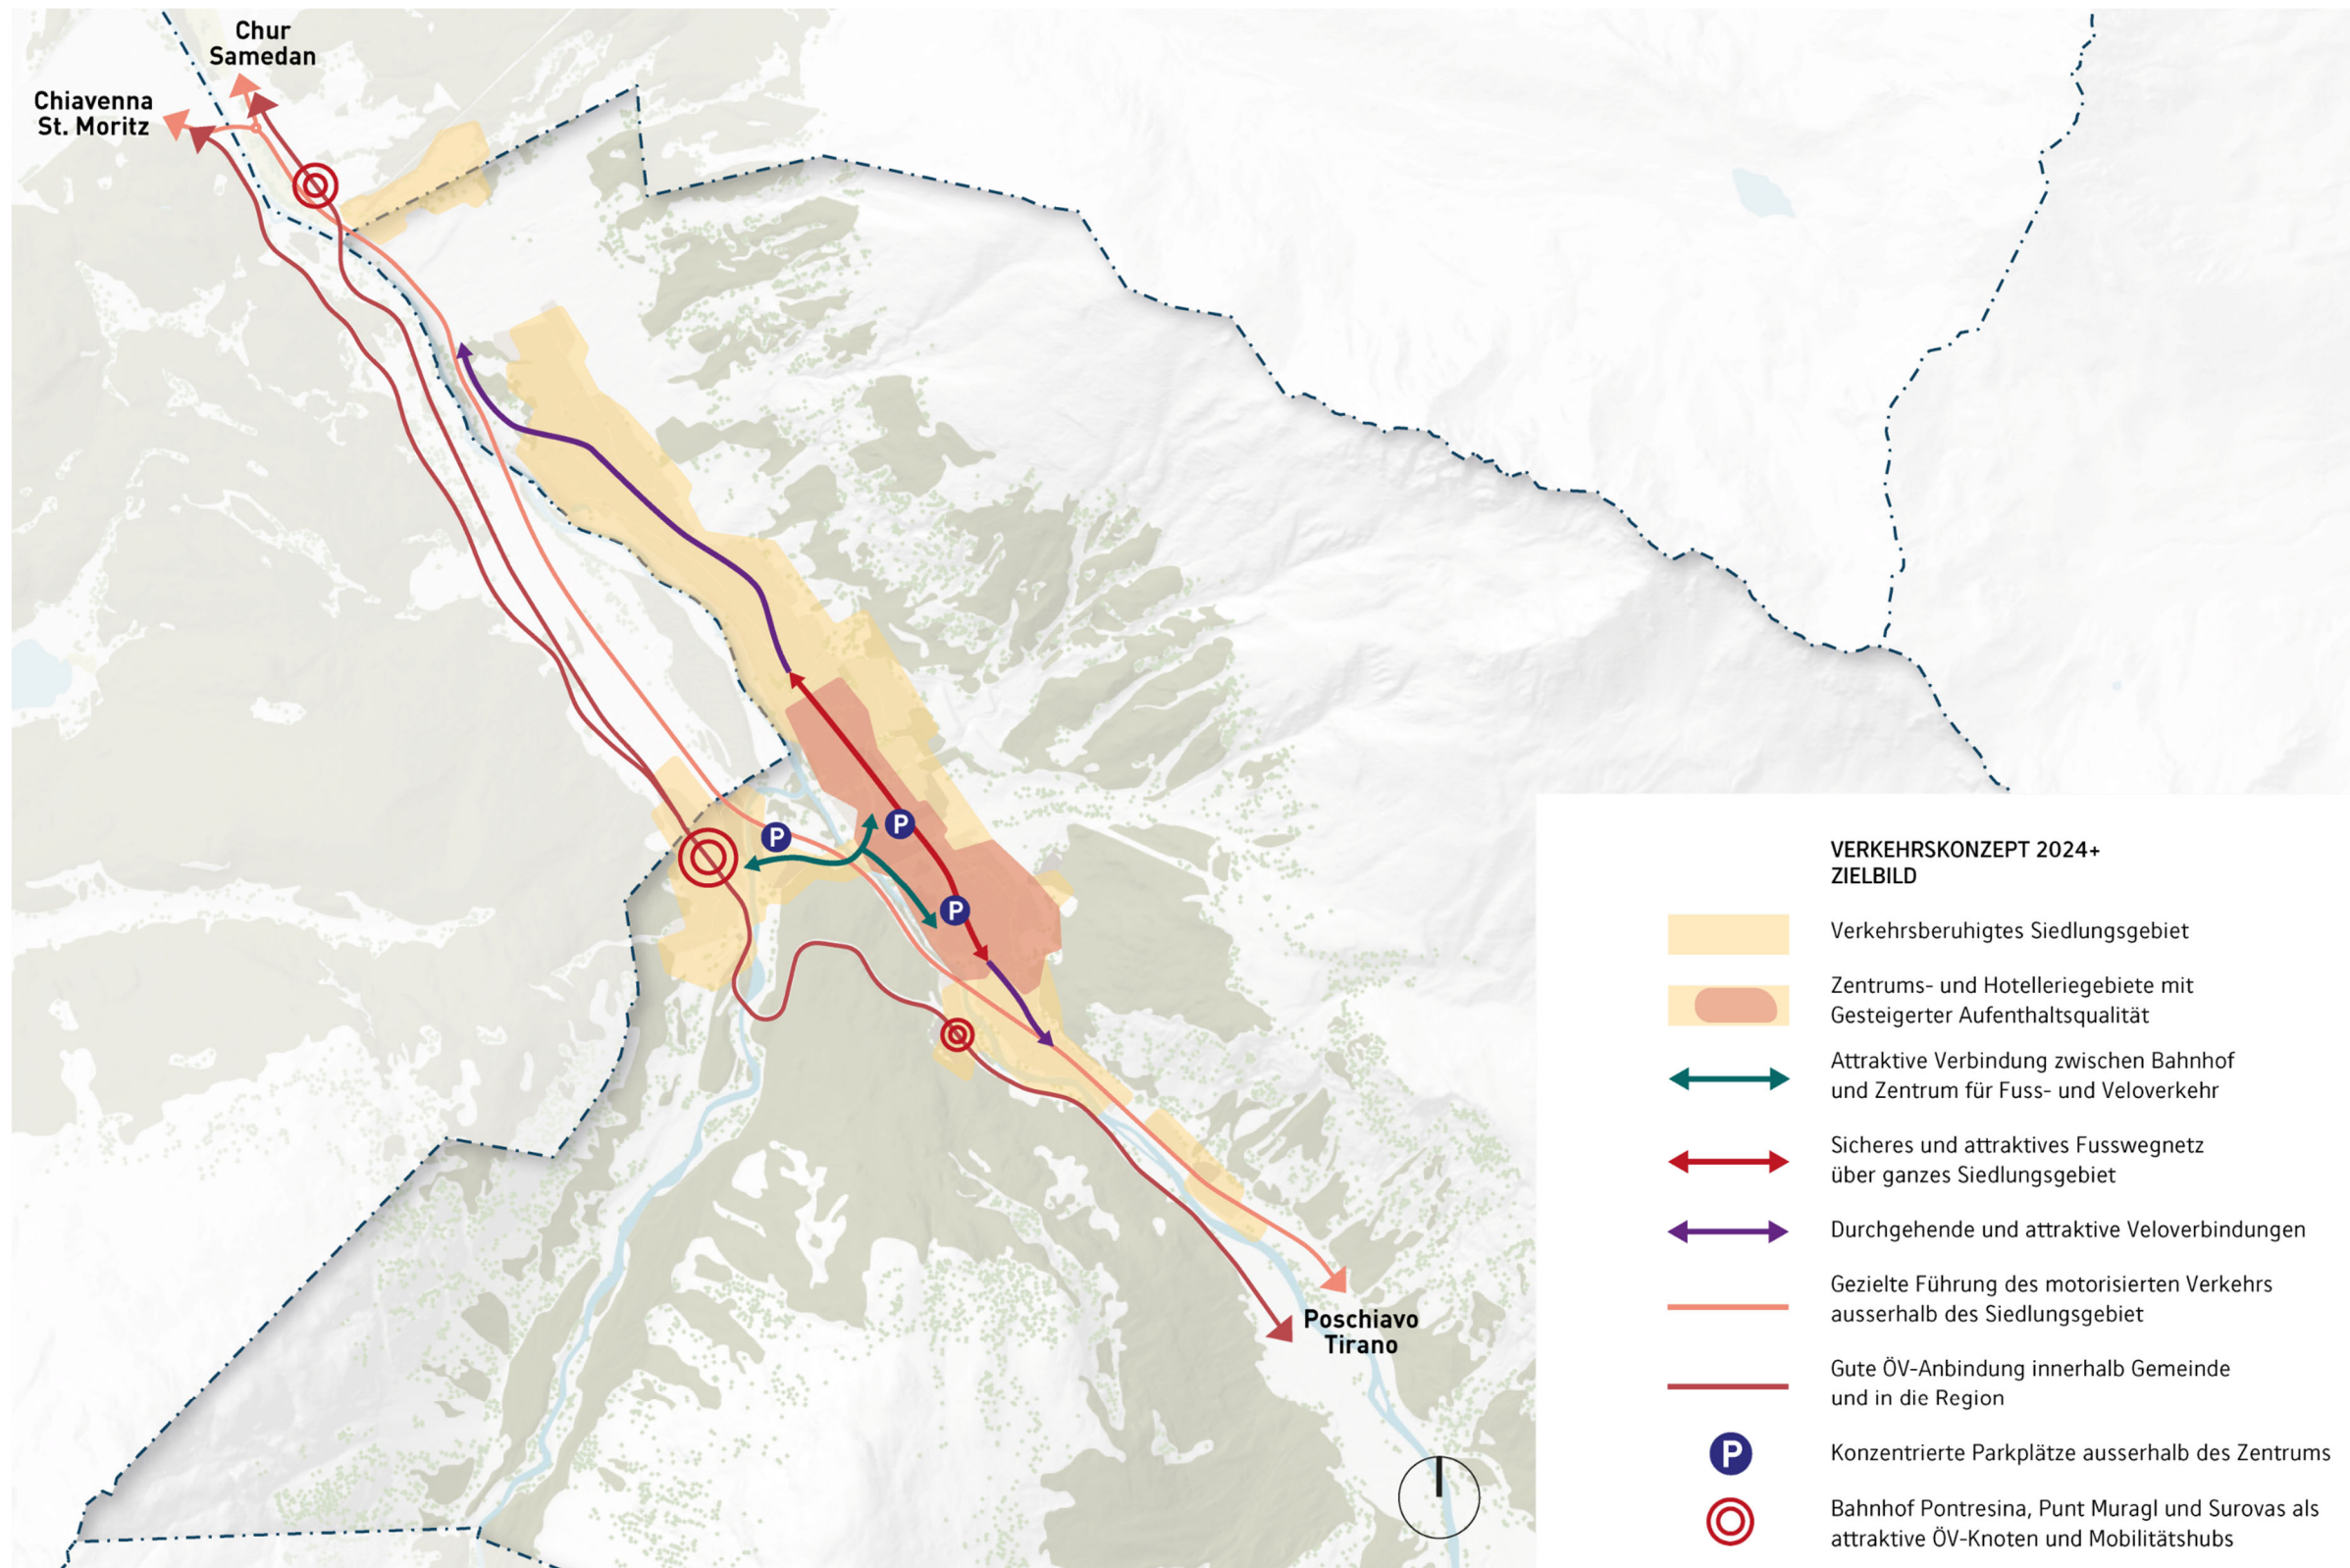 Chur
Samedan
Chiavenna
St. Moritz
P
P
P
Poschiavo
Tirano
VERKEHRSKONZEPT 2024+
ZIELBILD
Verkehrsberuhigtes Siedlungsgebiet
Zentrums- und Hotelleriegebiete mit
Gesteigerter Aufenthaltsqualität
Attraktive Verbindung zwischen Bahnhof
und Zentrum für Fuss- und Veloverkehr
Sicheres und attraktives Fusswegnetz
über ganzes Siedlungsgebiet
Durchgehende und attraktive Veloverbindungen
Gezielte Führung des motorisierten Verkehrs
ausserhalb des Siedlungsgebiet
Gute ÖV-Anbindung innerhalb Gemeinde
und in die Region
P Konzentrierte Parkplätze ausserhalb des Zentrums
Bahnhof Pontresina, Punt Muragl und Surovas als
attraktive ÖV-Knoten und Mobilitätshubs